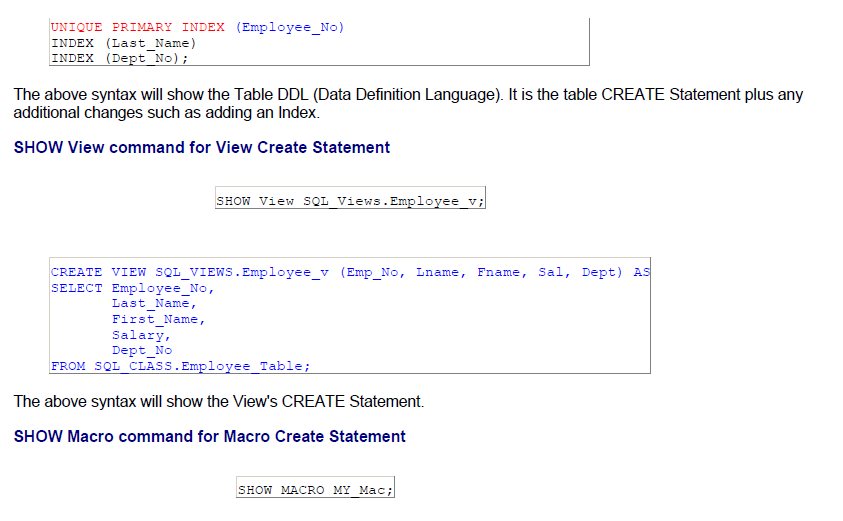 UNIQUE PRIMARY INDEX (Employee_No)
INDEX (Last_Name)
INDEX (Dept_No);
The above syntax will show the Table DDL (Data Definition Language). It is the table CREATE Statement plus any
additional changes such as adding an Index.
SHOW View command for View Create Statement
SHOW View SQL_Views.Employee_v;
CREATE VIEW SQL_VIEWS.Employee_v (Emp_No, Lname, Fname, Sal, Dept) AS
SELECT Employee_No,
Last_Name,
First_Name,
Salary,
Dept_No
FROM SQL_CLASS.Employee_Table;
The above syntax will show the View's CREATE Statement.
SHOW Macro command for Macro Create Statement
SHOW MACRO MY_Mac;